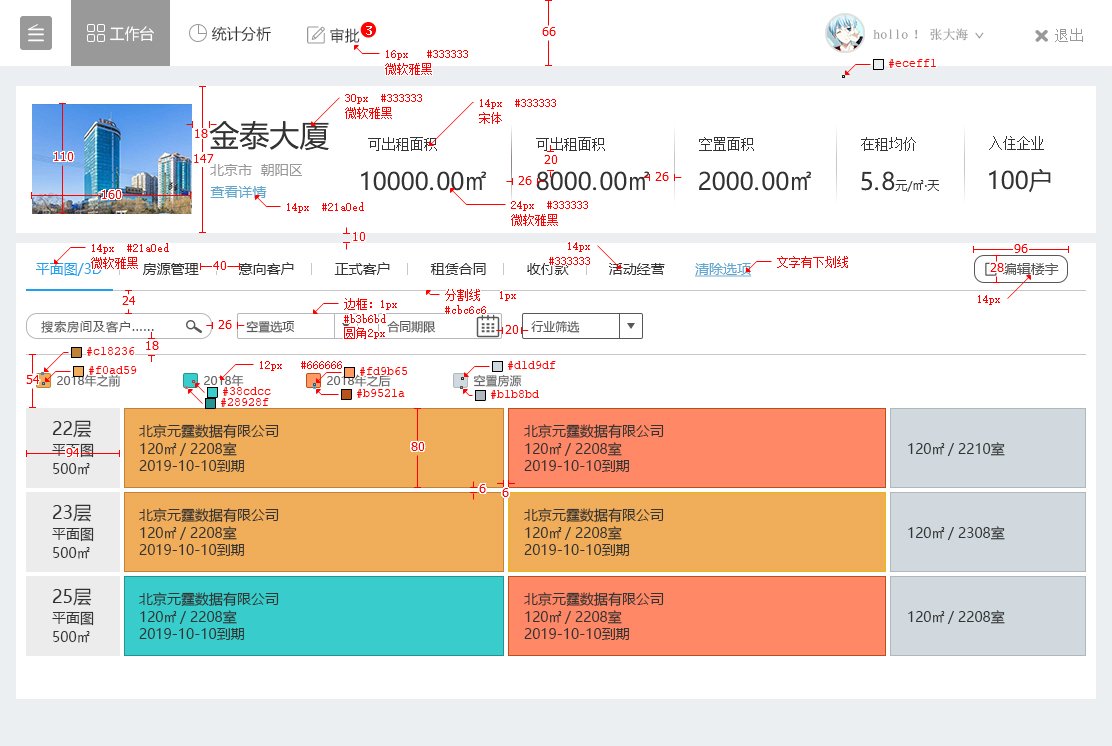 工作台
统计分析
审批
3
66
hollo！ 张大海
退出
16px #333333
微软雅黑
#eceff1
30px #333333
微软雅黑
14px #333333
宋体
110
160
18
147
金泰大厦
北京市 朝阳区
查看详情
14px #21a0ed
可出租面积
10000.00㎡
26
可出租面积
20
8000.00㎡
26
空置面积
2000.00㎡
在租均价
5.8元/㎡·天
入住企业
100户
24px #333333
微软雅黑
10
14px #21a0ed
微软雅黑
14px
#333333
文字有下划线
96
平面图/3D
房源管理
40
意向客户
正式客户
租赁合同
收付款
活动经营
清除选项
28
编辑楼宇
14px
24
分割线 1px
#cbc6c6
边框：1px
#b3b6bd
圆角2px
搜索房间及客户......
26
空置选项
合同期限
20
行业筛选
18
54
#c18236
#f0ad59
2018年之前
2018年
12px #666666
#38cdcc
#28928f
2018年之后
#fd9b65
#b9521a
空置房源
#d1d9df
#b1b8bd
22层
平面图
94
500㎡
北京元霆数据有限公司
120㎡ / 2208室
2019-10-10到期
80
北京元霆数据有限公司
120㎡ / 2208室
2019-10-10到期
120㎡ / 2210室
6
6
23层
平面图
500㎡
北京元霆数据有限公司
120㎡ / 2208室
2019-10-10到期
北京元霆数据有限公司
120㎡ / 2208室
2019-10-10到期
120㎡ / 2308室
25层
平面图
500㎡
北京元霆数据有限公司
120㎡ / 2208室
2019-10-10到期
北京元霆数据有限公司
120㎡ / 2208室
2019-10-10到期
120㎡ / 2208室